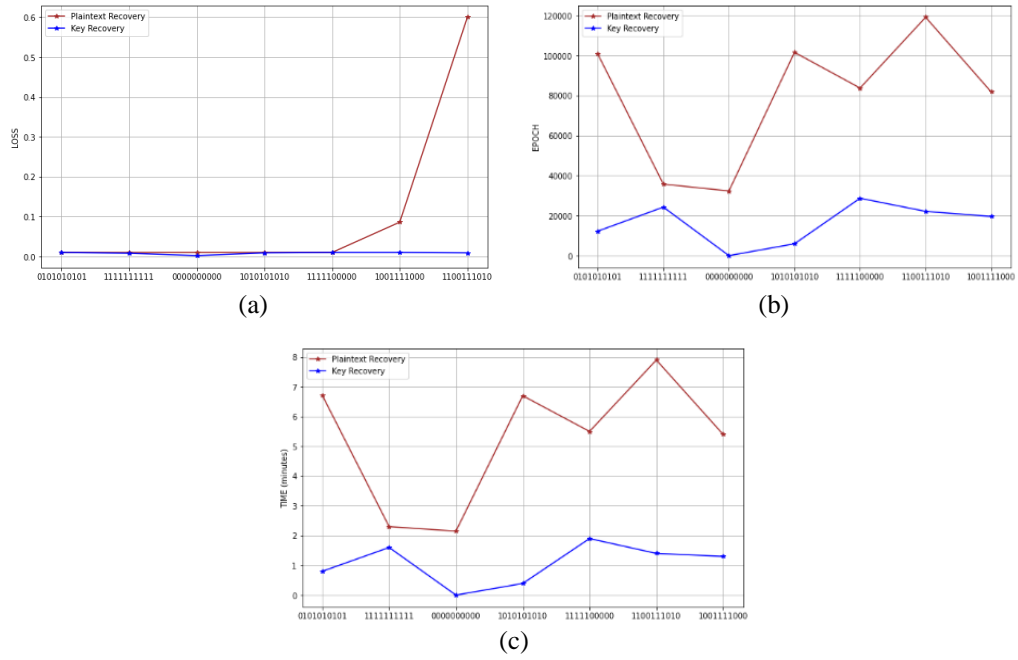 Plaintext Recovery
Key Recovery
0.6
0.5
0.4
0.3
0.2
0.1
0.0
LOSS
0101010101 1111111111 0000000000 1010101010 1111100000 1001111000 1100111010
(a)
Plaintext Recovery
Key Recovery
120000
100000
80000
60000
40000
20000
0
EPOCH
0101010101 1111111111 0000000000 1010101010 1111100000 1100111010 1001111000
(b)
Plaintext Recovery
Key Recovery
8
7
6
5
4
3
2
1
0
TIME (minutes)
0101010101 1111111111 0000000000 1010101010 1111100000 1100111010 1001111000
(c)